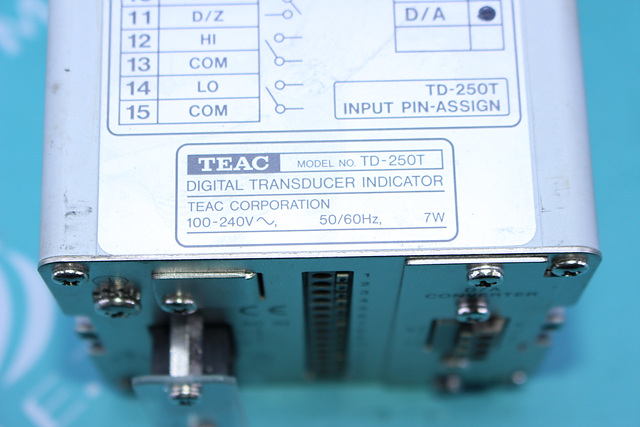 11 D/Z
D/A
12 HI
13 COM
14 LO
15 COM
TD-250T
INPUT PIN-ASSIGN
TEAC MODEL NO. TD-250T
DIGITAL TRANSDUCER INDICATOR
TEAC CORPORATION
100-240V～, 50/60Hz, 7W
D/A
CONVERTER